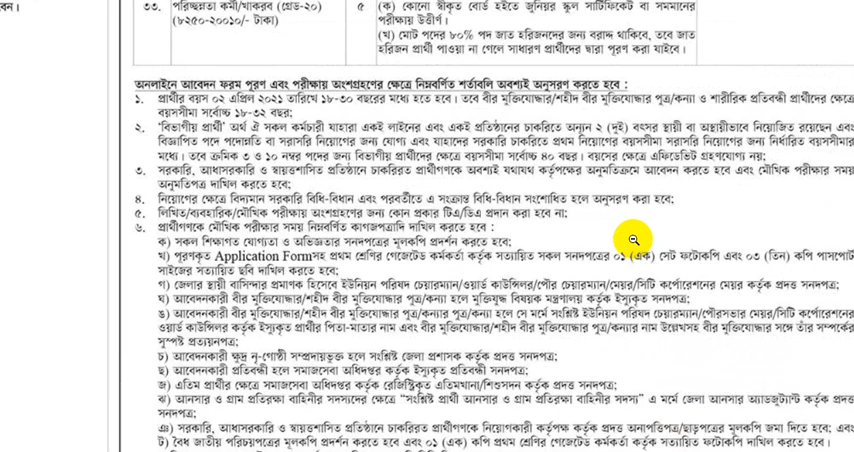 বেন।
৩৩. পরিচ্ছন্নতা কর্মী/খাকরব (গ্রেড-২০) ৫ (ক) কোনো স্বীকৃত বোর্ড হইতে জুনিয়র স্কুল সার্টিফিকেট বা সমমানের
(৮২৫০-২০০১০/- টাকা) পরীক্ষায় উত্তীর্ণ।
(খ) মোট পদের ৮০% পদ জাত হরিজনদের জন্য বরাদ্দ থাকিবে, তবে জাত
হরিজন প্রার্থী পাওয়া না গেলে সাধারণ প্রার্থীদের দ্বারা পূরণ করা যাইবে।
অনলাইনে আবেদন ফরম পূরণ এবং পরীক্ষায় অংশগ্রহণের ক্ষেত্রে নিম্নবর্ণিত শর্তাবলি অবশ্যই অনুসরণ করতে হবে :
১. প্রার্থীর বয়স ০২ এপ্রিল ২০২১ তারিখে ১৮-৩০ বছরের মধ্যে হতে হবে। তবে বীর মুক্তিযোদ্ধার/শহীদ বীর মুক্তিযোদ্ধার পুত্র/কন্যা ও শারীরিক প্রতিবন্ধী প্রার্থীদের ক্ষেত্রে
বয়সসীমা সর্বোচ্চ ১৮-৩২ বছর;
২. 'বিভাগীয় প্রার্থী' অর্থ ঐ সকল কর্মচারী যাহারা একই লাইনের এবং একই প্রতিষ্ঠানের চাকরিতে অন্যূন ২ (দুই) বৎসর স্থায়ী বা অস্থায়ীভাবে নিয়োজিত রয়েছেন এবং
বিজ্ঞাপিত পদে পদোন্নতি বা সরাসরি নিয়োগের জন্য যোগ্য এবং যাহাদের সরকারি চাকরিতে প্রথম নিয়োগের বয়সসীমা সরাসরি নিয়োগের জন্য নির্ধারিত বয়সসীমার
মধ্যে। তবে ক্রমিক ৩ ও ১০ নম্বর পদের জন্য বিভাগীয় প্রার্থীদের ক্ষেত্রে বয়সসীমা সর্বোচ্চ ৪০ বছর। বয়সের ক্ষেত্রে এফিডেভিট গ্রহণযোগ্য নয়;
৩. সরকারি, আধাসরকারি ও স্বায়ত্তশাসিত প্রতিষ্ঠানে চাকরিরত প্রার্থীগণকে অবশ্যই যথাযথ কর্তৃপক্ষের অনুমতিক্রমে আবেদন করতে হবে এবং মৌখিক পরীক্ষার সময়
অনুমতিপত্র দাখিল করতে হবে;
৪. নিয়োগের ক্ষেত্রে বিদ্যমান সরকারি বিধি-বিধান এবং পরবর্তীতে এ সংক্রান্ত বিধি-বিধান সংশোধিত হলে অনুসরণ করা হবে;
৫. লিখিত/ব্যবহারিক/মৌখিক পরীক্ষায় অংশগ্রহণের জন্য কোন প্রকার টিএ/ডিএ প্রদান করা হবে না;
৬. প্রার্থীগণকে মৌখিক পরীক্ষার সময় নিম্নবর্ণিত কাগজপত্রাদি দাখিল করতে হবে :
ক) সকল শিক্ষাগত যোগ্যতা ও অভিজ্ঞতার সনদপত্রের মূলকপি প্রদর্শন করতে হবে;
খ) পূরণকৃত Application Formসহ প্রথম শ্রেণির গেজেটেড কর্মকর্তা কর্তৃক সত্যায়িত সকল সনদপত্রের ০১ (এক) সেট ফটোকপি এবং ০৩ (তিন) কপি পাসপোর্ট
সাইজের সত্যায়িত ছবি দাখিল করতে হবে;
গ) জেলার স্থায়ী বাসিন্দার প্রমাণক হিসেবে ইউনিয়ন পরিষদ চেয়ারম্যান/ওয়ার্ড কাউন্সিলর/পৌর চেয়ারম্যান/মেয়র/সিটি কর্পোরেশনের মেয়র কর্তৃক প্রদত্ত সনদপত্র;
ঘ) আবেদনকারী বীর মুক্তিযোদ্ধার/শহীদ বীর মুক্তিযোদ্ধার পুত্র/কন্যা হলে মুক্তিযুদ্ধ বিষয়ক মন্ত্রণালয় কর্তৃক ইস্যুকৃত সনদপত্র;
ঙ) আবেদনকারী বীর মুক্তিযোদ্ধার/শহীদ বীর মুক্তিযোদ্ধার পুত্র/কন্যার পুত্র/কন্যা হলে সে মর্মে সংশ্লিষ্ট ইউনিয়ন পরিষদ চেয়ারম্যান/পৌরসভার মেয়র/সিটি কর্পোরেশনের
ওয়ার্ড কাউন্সিলর কর্তৃক ইস্যুকৃত প্রার্থীর পিতা-মাতার নাম এবং বীর মুক্তিযোদ্ধার/শহীদ বীর মুক্তিযোদ্ধার পুত্র/কন্যার নাম উল্লেখসহ বীর মুক্তিযোদ্ধার সঙ্গে তাঁর সম্পর্কের
সুস্পষ্ট প্রত্যয়নপত্র;
চ) আবেদনকারী ক্ষুদ্র নৃ-গোষ্ঠী সম্প্রদায়ভুক্ত হলে সংশ্লিষ্ট জেলা প্রশাসক কর্তৃক প্রদত্ত সনদপত্র;
ছ) আবেদনকারী প্রতিবন্ধী হলে সমাজসেবা অধিদপ্তর কর্তৃক ইস্যুকৃত প্রতিবন্ধী সনদপত্র;
জ) এতিম প্রার্থীর ক্ষেত্রে সমাজসেবা অধিদপ্তর কর্তৃক রেজিস্ট্রিকৃত এতিমখানা/শিশুসদন কর্তৃক প্রদত্ত সনদপত্র;
ঝ) আনসার ও গ্রাম প্রতিরক্ষা বাহিনীর সদস্যদের ক্ষেত্রে "সংশ্লিষ্ট প্রার্থী আনসার ও গ্রাম প্রতিরক্ষা বাহিনীর সদস্য" এ মর্মে জেলা আনসার অ্যাডজুট্যান্ট কর্তৃক প্রদত্ত
সনদপত্র;
ঞ) সরকারি, আধাসরকারি ও স্বায়ত্তশাসিত প্রতিষ্ঠানে চাকরিরত প্রার্থীগণকে নিয়োগকারী কর্তৃপক্ষ কর্তৃক প্রদত্ত অনাপত্তিপত্র/ছাড়পত্রের মূলকপি জমা দিতে হবে; এবং
ট) বৈধ জাতীয় পরিচয়পত্রের মূলকপি প্রদর্শন করতে হবে এবং ০১ (এক) কপি প্রথম শ্রেণির গেজেটেড কর্মকর্তা কর্তৃক সত্যায়িত ফটোকপি দাখিল করতে হবে।